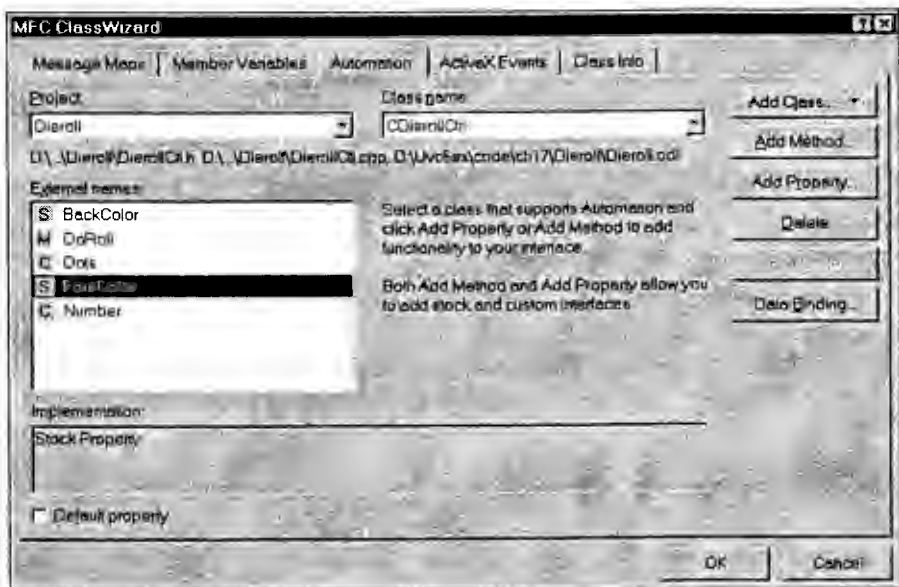 MFC ClassWizard
Message Maps Member Variables Automation ActiveX Events Class Info
Project:
Class name:
Add Class...
Dieroll
CDierollCtrl
Add Method...
D:\...\Dieroll\DierollCtl.h, D:\...\Dieroll\DierollCtl.cpp, D:\UvcEas\code\ch17\Dieroll\Dieroll.odl
Add Property...
External names:
S BackColor
M DoRoll
C Dots
S ForeColor
C Number
Select a class that supports Automation and
click Add Property or Add Method to add
functionality to your interface.
Both Add Method and Add Property allow you
to add stock and custom interfaces.
Delete
Data Binding...
Implementation:
Stock Property
Default property
OK
Cancel